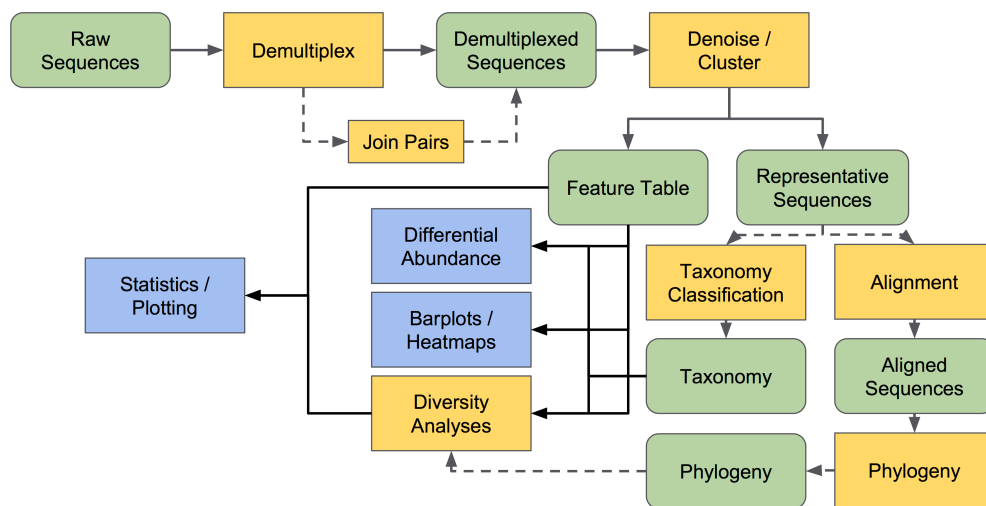 Raw
Sequences
Demultiplex
Demultiplexed
Sequences
Denoise /
Cluster
Join Pairs
Feature Table
Representative
Sequences
Differential
Abundance
Taxonomy
Classification
Alignment
Statistics /
Plotting
Barplots /
Heatmaps
Taxonomy
Aligned
Sequences
Diversity
Analyses
Phylogeny
Phylogeny